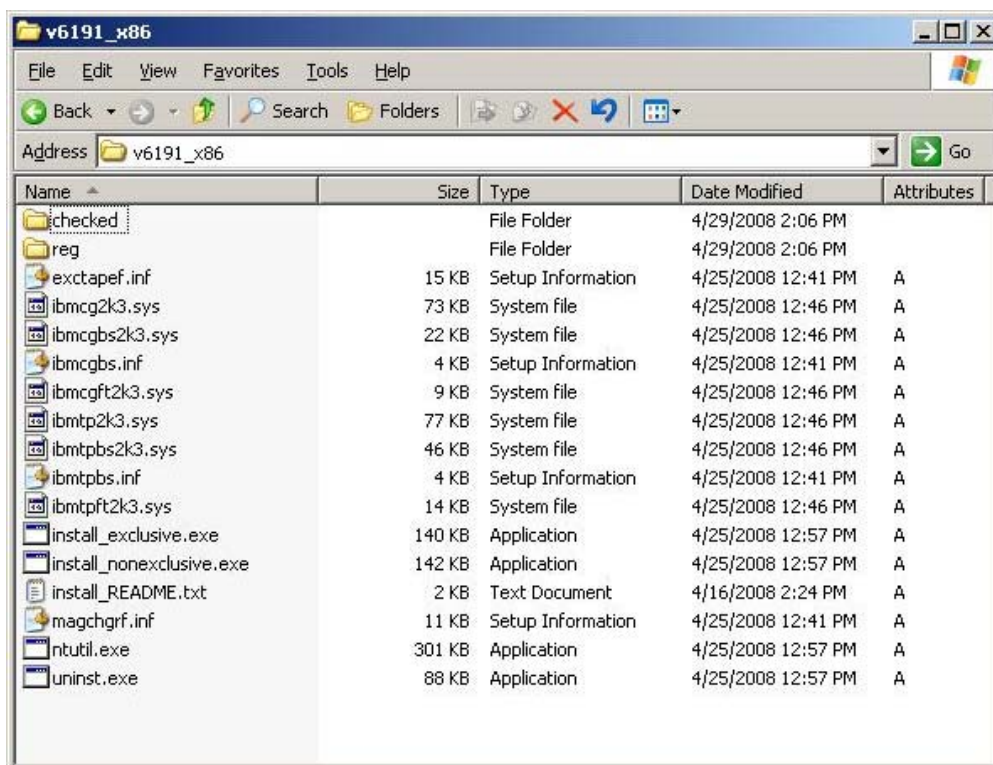 v6191_x86
File Edit View Favorites Tools Help
Back Search Folders
Address v6191_x86 Go
Name Size Type Date Modified Attributes
checked File Folder 4/29/2008 2:06 PM
reg File Folder 4/29/2008 2:06 PM
exctapef.inf 15 KB Setup Information 4/25/2008 12:41 PM A
ibmcg2k3.sys 73 KB System file 4/25/2008 12:46 PM A
ibmcgbs2k3.sys 22 KB System file 4/25/2008 12:46 PM A
ibmcgbs.inf 4 KB Setup Information 4/25/2008 12:41 PM A
ibmcgft2k3.sys 9 KB System file 4/25/2008 12:46 PM A
ibmtp2k3.sys 77 KB System file 4/25/2008 12:46 PM A
ibmtpbs2k3.sys 46 KB System file 4/25/2008 12:46 PM A
ibmtpbs.inf 4 KB Setup Information 4/25/2008 12:41 PM A
ibmtpft2k3.sys 14 KB System file 4/25/2008 12:46 PM A
install_exclusive.exe 140 KB Application 4/25/2008 12:57 PM A
install_nonexclusive.exe 142 KB Application 4/25/2008 12:57 PM A
install_README.txt 2 KB Text Document 4/16/2008 2:24 PM A
magchgrf.inf 11 KB Setup Information 4/25/2008 12:41 PM A
ntutil.exe 301 KB Application 4/25/2008 12:57 PM A
uninst.exe 88 KB Application 4/25/2008 12:57 PM A